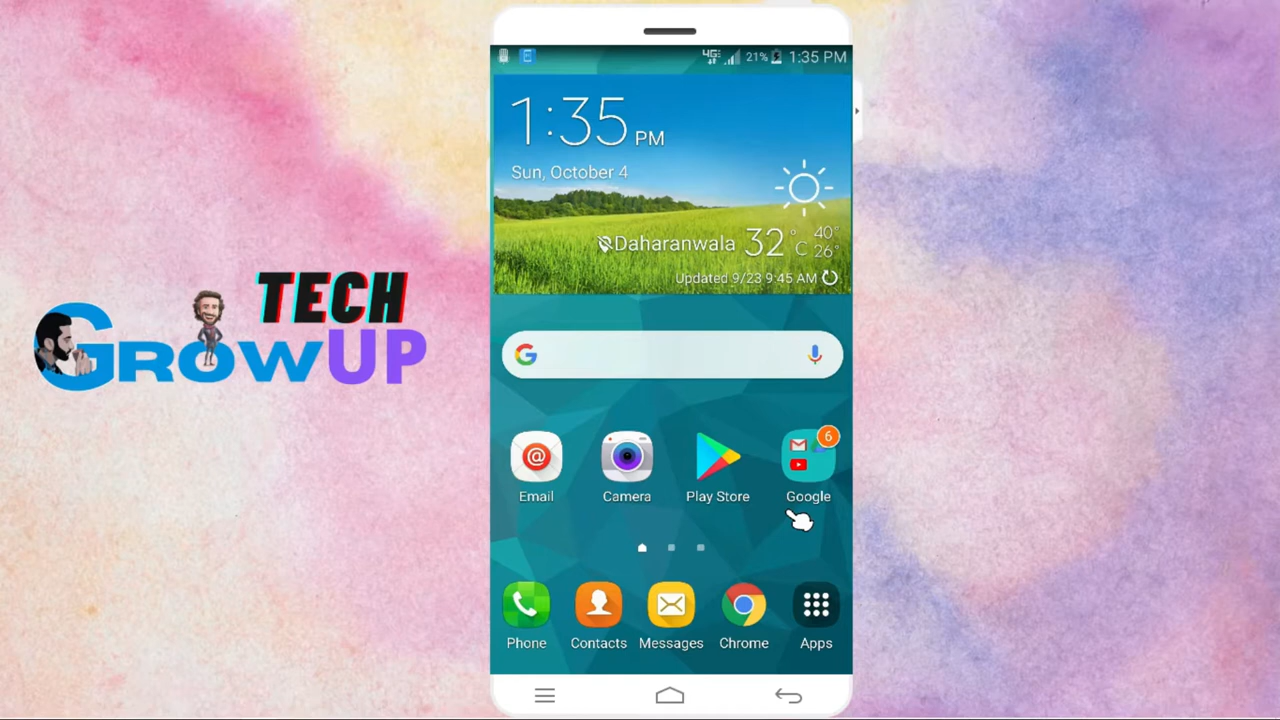 TECH
GROWUP
4G 21% 1:35 PM
1:35 PM
Sun, October 4
Daharanwala 32°C 40° 26°
Updated 9/23 9:45 AM
G
6
Email Camera Play Store Google
Phone Contacts Messages Chrome Apps